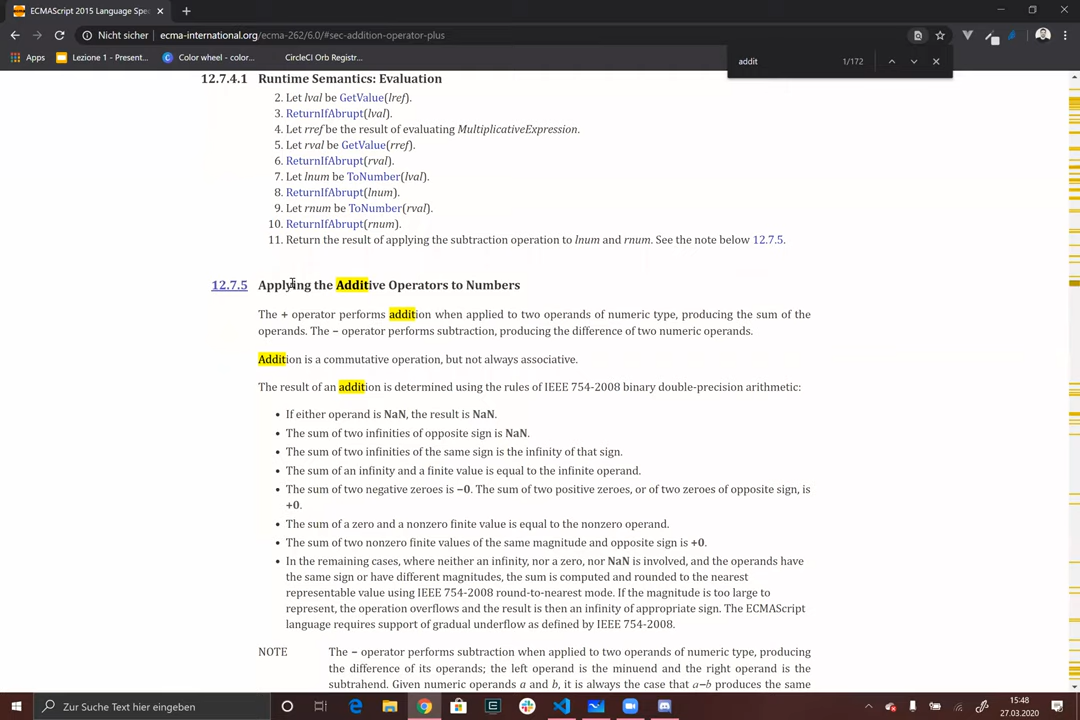 ECMAScript 2015 Language Spec
Nicht sicher
ecma-international.org/ecma-262/6.0/#sec-addition-operator-plus
Apps
Lezione 1 - Present...
Color wheel - color...
CircleCI Orb Registr...
addit
1/172
12.7.4.1 Runtime Semantics: Evaluation
2. Let lval be GetValue(lref).
3. ReturnIfAbrupt(lval).
4. Let rref be the result of evaluating MultiplicativeExpression.
5. Let rval be GetValue(rref).
6. ReturnIfAbrupt(rval).
7. Let lnum be ToNumber(lval).
8. ReturnIfAbrupt(lnum).
9. Let rnum be ToNumber(rval).
10. ReturnIfAbrupt(rnum).
11. Return the result of applying the subtraction operation to lnum and rnum. See the note below 12.7.5.
12.7.5 Applying the Additive Operators to Numbers
The + operator performs addition when applied to two operands of numeric type, producing the sum of the
operands. The − operator performs subtraction, producing the difference of two numeric operands.
Addition is a commutative operation, but not always associative.
The result of an addition is determined using the rules of IEEE 754-2008 binary double-precision arithmetic:
• If either operand is NaN, the result is NaN.
• The sum of two infinities of opposite sign is NaN.
• The sum of two infinities of the same sign is the infinity of that sign.
• The sum of an infinity and a finite value is equal to the infinite operand.
• The sum of two negative zeroes is −0. The sum of two positive zeroes, or of two zeroes of opposite sign, is
+0.
• The sum of a zero and a nonzero finite value is equal to the nonzero operand.
• The sum of two nonzero finite values of the same magnitude and opposite sign is +0.
• In the remaining cases, where neither an infinity, nor a zero, nor NaN is involved, and the operands have
the same sign or have different magnitudes, the sum is computed and rounded to the nearest
representable value using IEEE 754-2008 round-to-nearest mode. If the magnitude is too large to
represent, the operation overflows and the result is then an infinity of appropriate sign. The ECMAScript
language requires support of gradual underflow as defined by IEEE 754-2008.
NOTE The − operator performs subtraction when applied to two operands of numeric type, producing
the difference of its operands; the left operand is the minuend and the right operand is the
subtrahend. Given numeric operands a and b, it is always the case that a−b produces the same
Zur Suche Text hier eingeben
15:48
27.03.2020